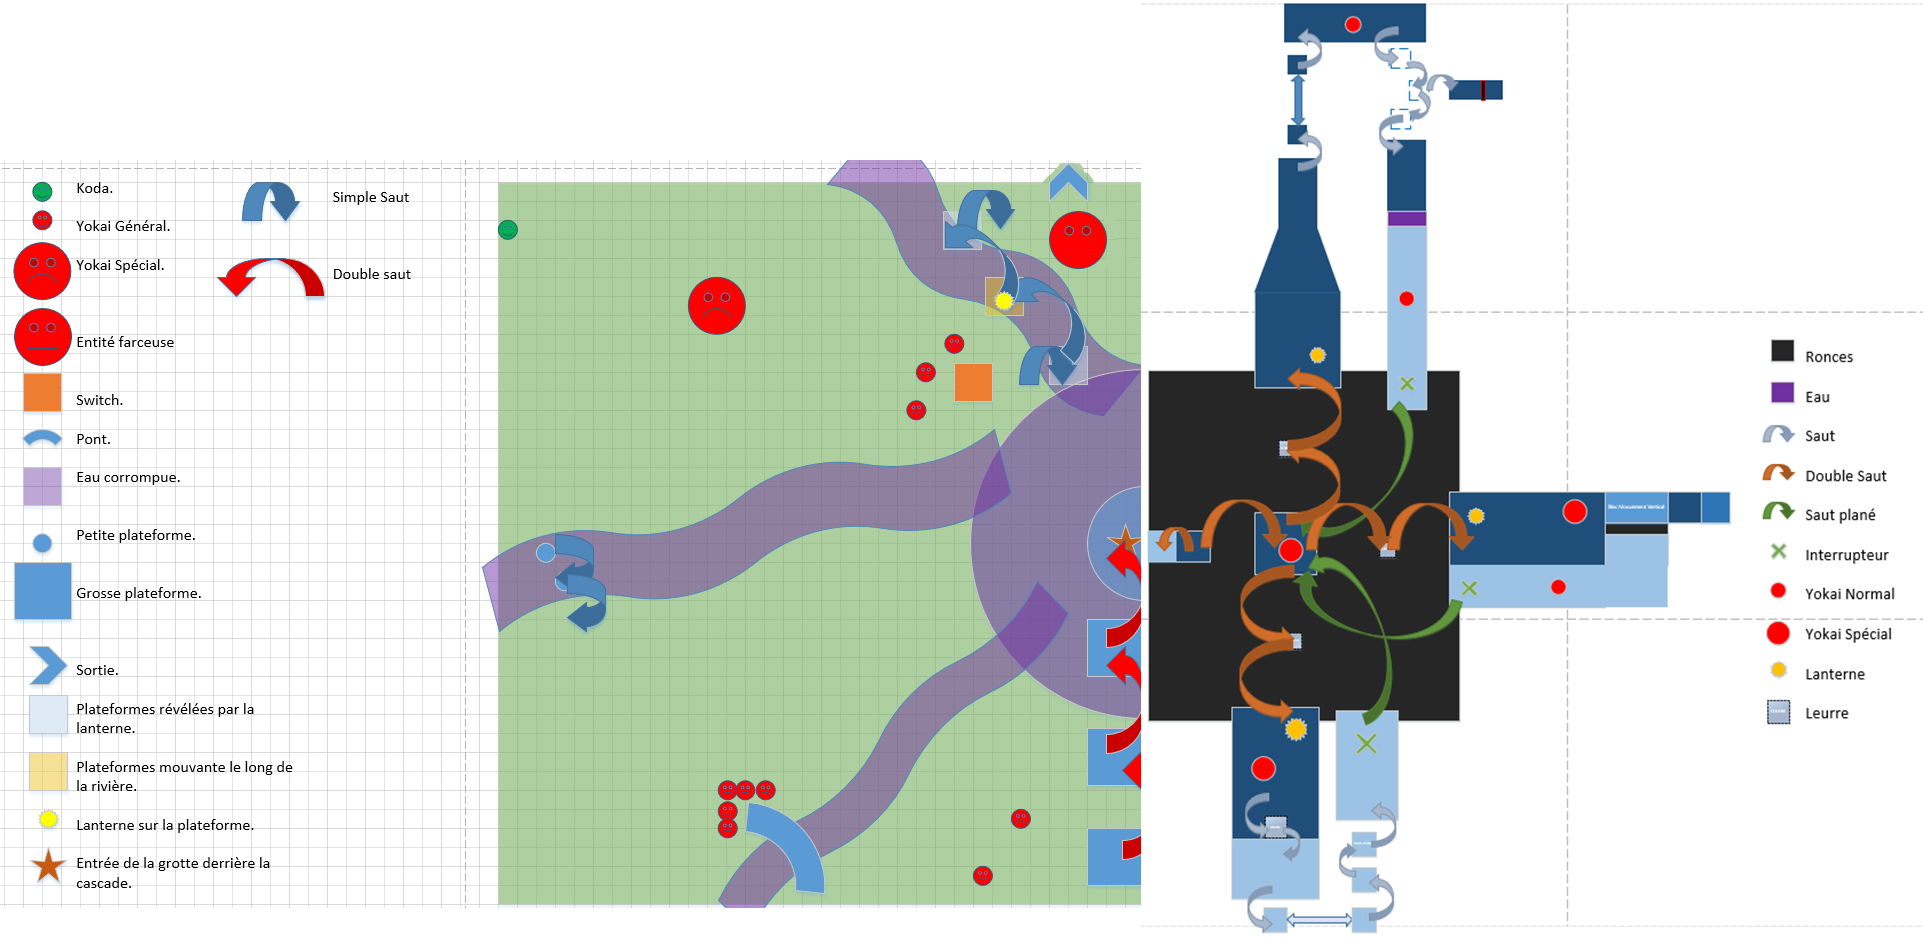 Koda.
Yokai Général.
Yokai Spécial.
Entité farceuse
Switch.
Pont.
Eau corrompue.
Petite plateforme.
Grosse plateforme.
Sortie.
Plateformes révélées par la
lanterne.
Plateformes mouvante le long de
la rivière.
Lanterne sur la plateforme.
Entrée de la grotte derrière la
cascade.
Simple Saut
Double saut
Bloc Mouvement Vertical
Ronces
Eau
Saut
Double Saut
Saut plané
Interrupteur
Yokai Normal
Yokai Spécial
Lanterne
Leurre